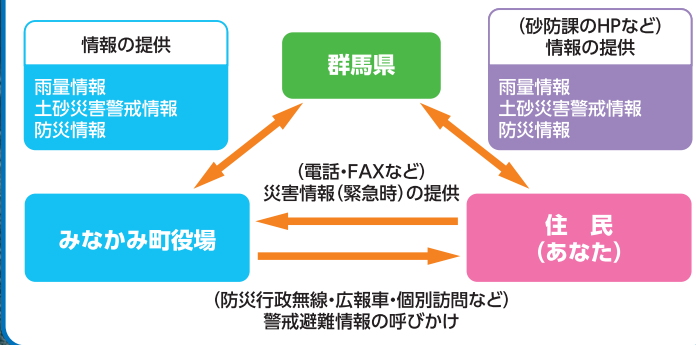 情報の提供
雨量情報
土砂災害警戒情報
防災情報
群馬県
(砂防課のHPなど)
情報の提供
雨量情報
土砂災害警戒情報
防災情報
(電話・FAXなど)
災害情報(緊急時)の提供
みなかみ町役場
住 民
(あなた)
(防災行政無線・広報車・個別訪問など)
警戒避難情報の呼びかけ